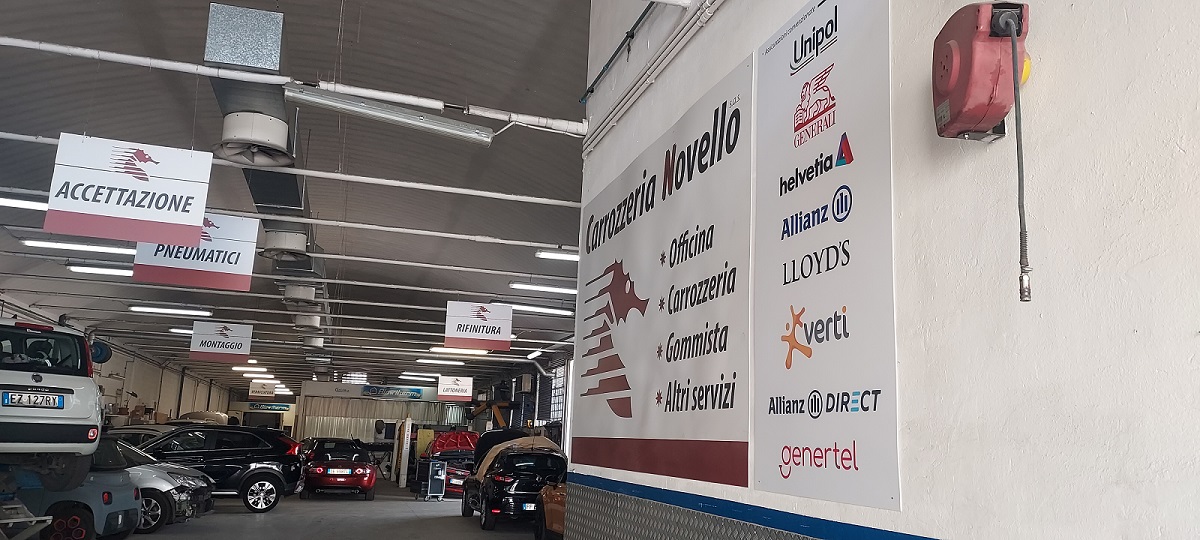 ACCETTAZIONE
PNEUMATICI
MONTAGGIO
RIFINITURA
LATTONERIA
EZ 127RY
Carrozzeria Novello s.a.s.
* Officina
* Carrozzeria
* Gommista
* Altri servizi
Unipol
GENERALI
helvetia
Allianz
LLOYD'S
verti
Allianz DIRECT
genertel